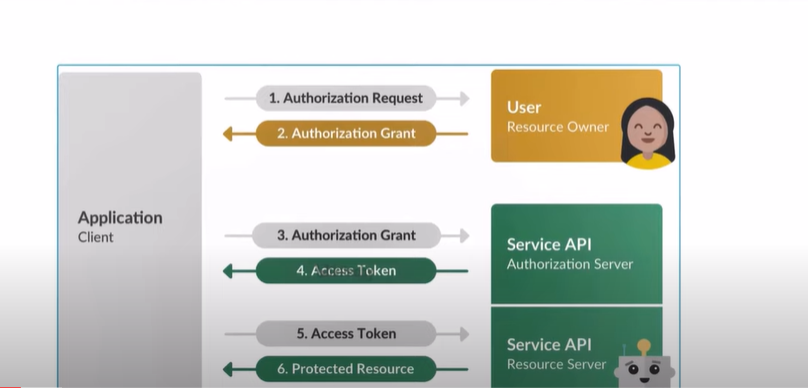 1. Authorization Request
User
Resource Owner
2. Authorization Grant
Application
Client
3. Authorization Grant
Service API
Authorization Server
4. Access Token
5. Access Token
Service API
Resource Server
6. Protected Resource